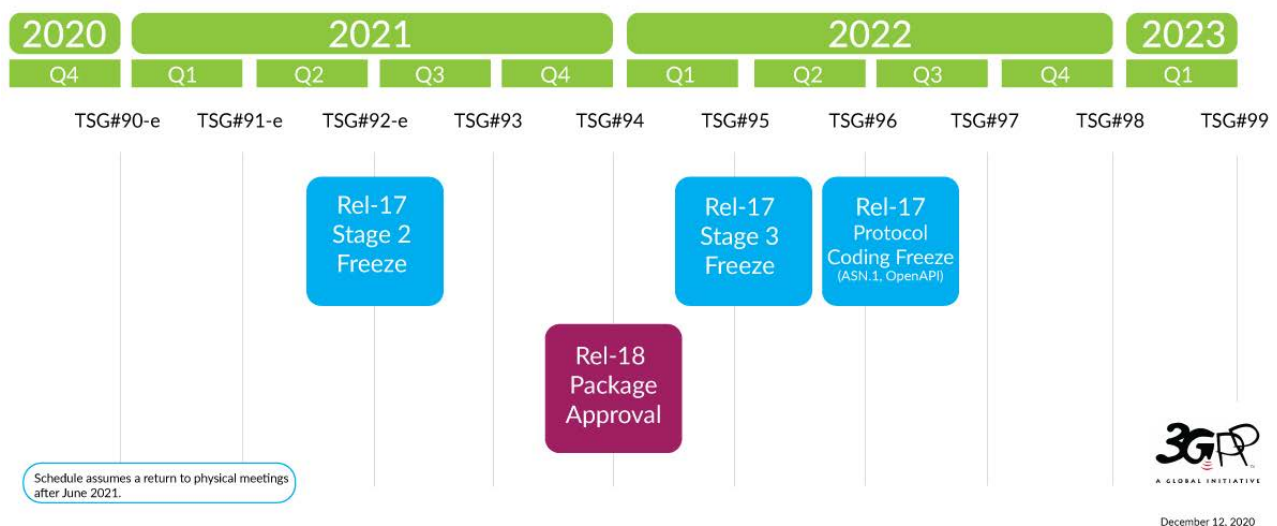 2020 2021 2022 2023
Q4 Q1 Q2 Q3 Q4 Q1 Q2 Q3 Q4 Q1
TSG#90-e TSG#91-e TSG#92-e TSG#93 TSG#94 TSG#95 TSG#96 TSG#97 TSG#98 TSG#99
Rel-17
Stage 2
Freeze
Rel-17
Stage 3
Freeze
Rel-17
Protocol
Coding Freeze
(ASN.1, OpenAPI)
Rel-18
Package
Approval
Schedule assumes a return to physical meetings
after June 2021.
3GPP
A GLOBAL INITIATIVE
December 12, 2020